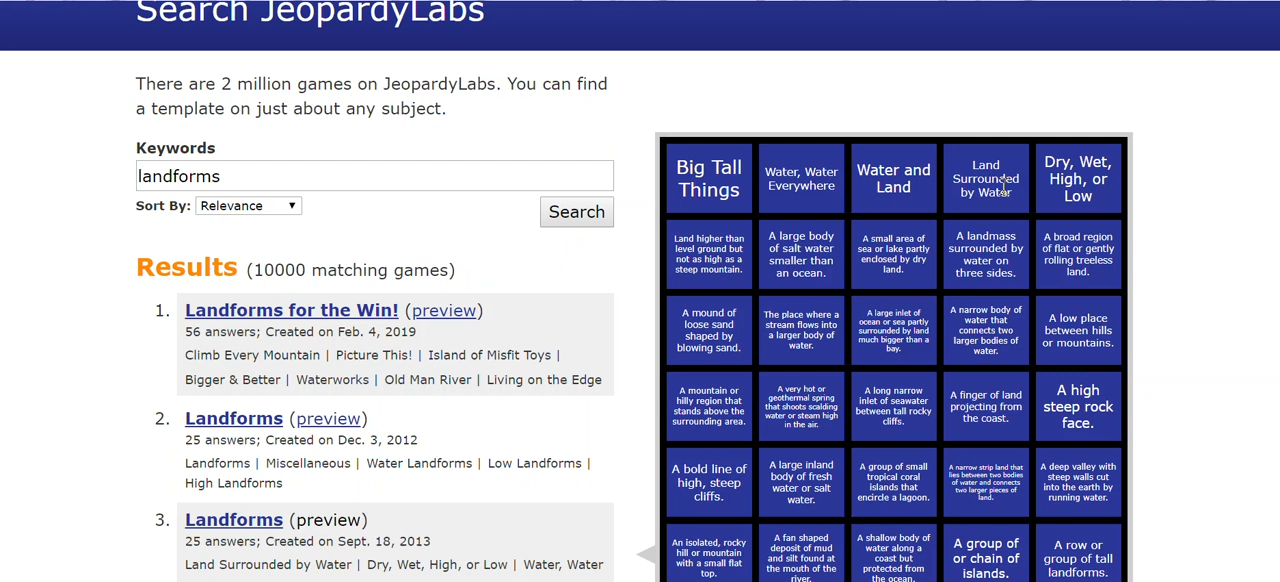 Search JeopardyLabs
There are 2 million games on JeopardyLabs. You can find
a template on just about any subject.
Keywords
landforms
Sort By: Relevance ▼
Search
Results (10000 matching games)
1. Landforms for the Win! (preview)
56 answers; Created on Feb. 4, 2019
Climb Every Mountain | Picture This! | Island of Misfit Toys |
Bigger & Better | Waterworks | Old Man River | Living on the Edge
2. Landforms (preview)
25 answers; Created on Dec. 3, 2012
Landforms | Miscellaneous | Water Landforms | Low Landforms |
High Landforms
3. Landforms (preview)
25 answers; Created on Sept. 18, 2013
Land Surrounded by Water | Dry, Wet, High, or Low | Water, Water
Big Tall
Things
Water, Water
Everywhere
Water and
Land
Land
Surrounded
by Water
Dry, Wet,
High, or
Low
Land higher than
level ground but
not as high as a
steep mountain.
A large body
of salt water
smaller than
an ocean.
A small area of
sea or lake partly
enclosed by dry
land.
A landmass
surrounded by
water on
three sides.
A broad region
of flat or gently
rolling treeless
land.
A mound of
loose sand
shaped by
blowing sand.
The place where a
stream flows into
a larger body of
water.
A large inlet of
ocean or sea partly
surrounded by land
much bigger than a
bay.
A narrow body of
water that
connects two
larger bodies of
water.
A low place
between hills
or mountains.
A mountain or
hilly region that
stands above the
surrounding area.
A very hot or
geothermal spring
that shoots scalding
water or steam high
in the air.
A long narrow
inlet of seawater
between tall rocky
cliffs.
A finger of land
projecting from
the coast.
A high
steep rock
face.
A bold line of
high, steep
cliffs.
A large inland
body of fresh
water or salt
water.
A group of small
tropical coral
islands that
encircle a lagoon.
A narrow strip land that
lies between two bodies
of water and connects
two larger pieces of
land.
A deep valley with
steep walls cut
into the earth by
running water.
An isolated, rocky
hill or mountain
with a small flat
top.
A fan shaped
deposit of mud
and silt found at
the mouth of the
river.
A shallow body of
water along a
coast but
protected from
the ocean.
A group of
or chain of
islands.
A row or
group of tall
landforms.